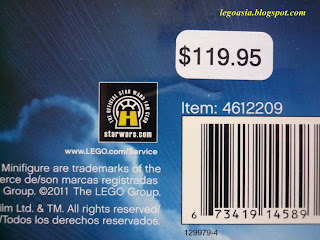 legoasia.blogspot.com
$119.95
THE OFFICIAL STAR WARS FAN CLUB
starwars.com
Item: 4612209
www.LEGO.com/Service
Minifigure are trademarks of the
erce de/son marcas registradas
Group. ©2011 The LEGO Group.
ilm Ltd. & TM. All rights reserved/
/Todos los derechos reservados.
6 73419 14589
129979-4